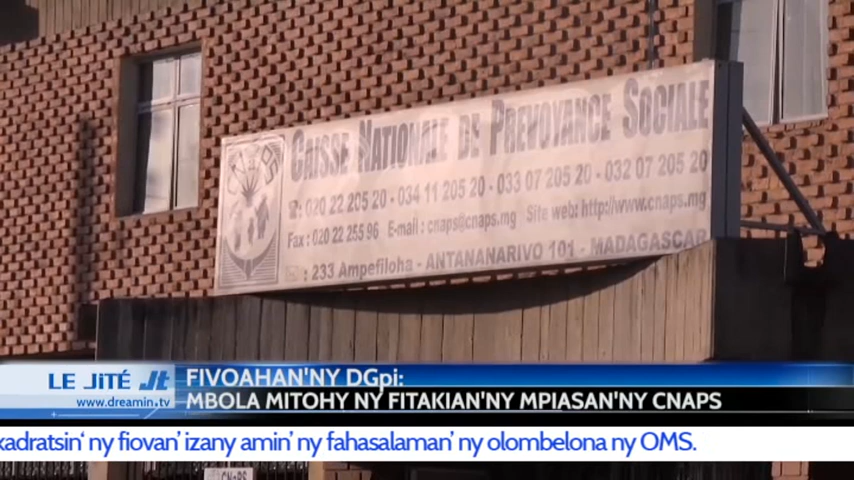 CAISSE NATIONALE DE PREVOYANCE SOCIALE
☎: 020 22 205 20 - 034 11 205 20 - 033 07 205 20 - 032 07 205 20
Fax : 020 22 255 96 E-mail : cnaps@cnaps.mg Site web: http://www.cnaps.mg
: 233 Ampefiloha - ANTANANARIVO 101 - MADAGASCAR
LE JiTÉ Jt
www.dreamin.tv
FIVOAHAN'NY DGpi:
MBOLA MITOHY NY FITAKIAN'NY MPIASAN'NY CNAPS
ny fiovan' izany amin' ny fahasalaman' ny olombelona ny OMS.
CNaPS